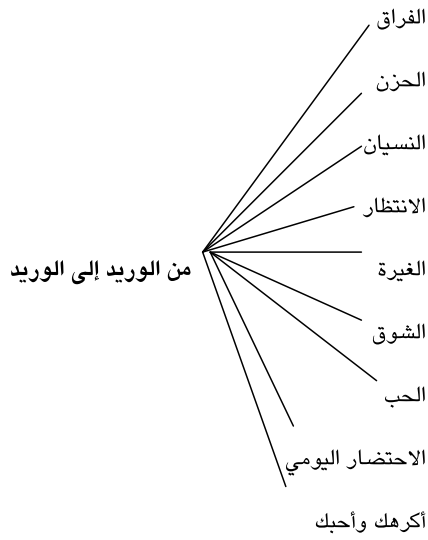 الفراق
الحزن
النسيان
الانتظار
من الوريد إلى الوريد
الغيرة
الشوق
الحب
الاحتضار اليومي
أكرهك وأحبك